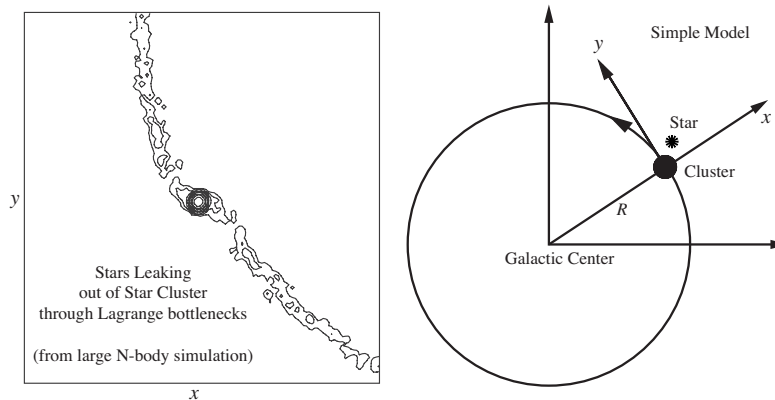 y
Stars Leaking
out of Star Cluster
through Lagrange bottlenecks
(from large N-body simulation)
x
Simple Model
y
x
Star
Cluster
R
Galactic Center